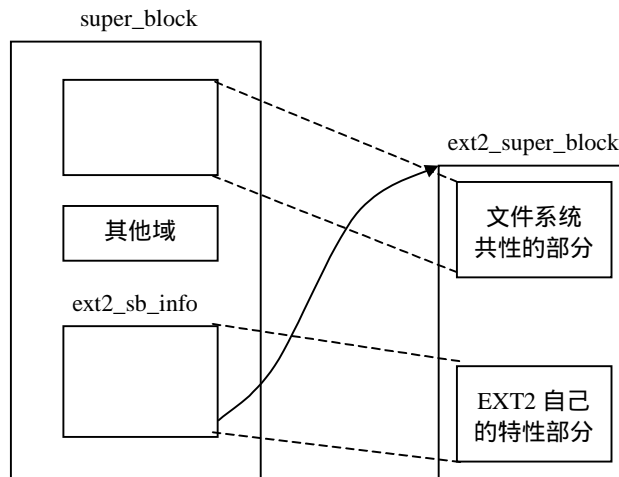 super_block
ext2_super_block
文件系统
共性的部分
其他域
ext2_sb_info
EXT2 自己
的特性部分